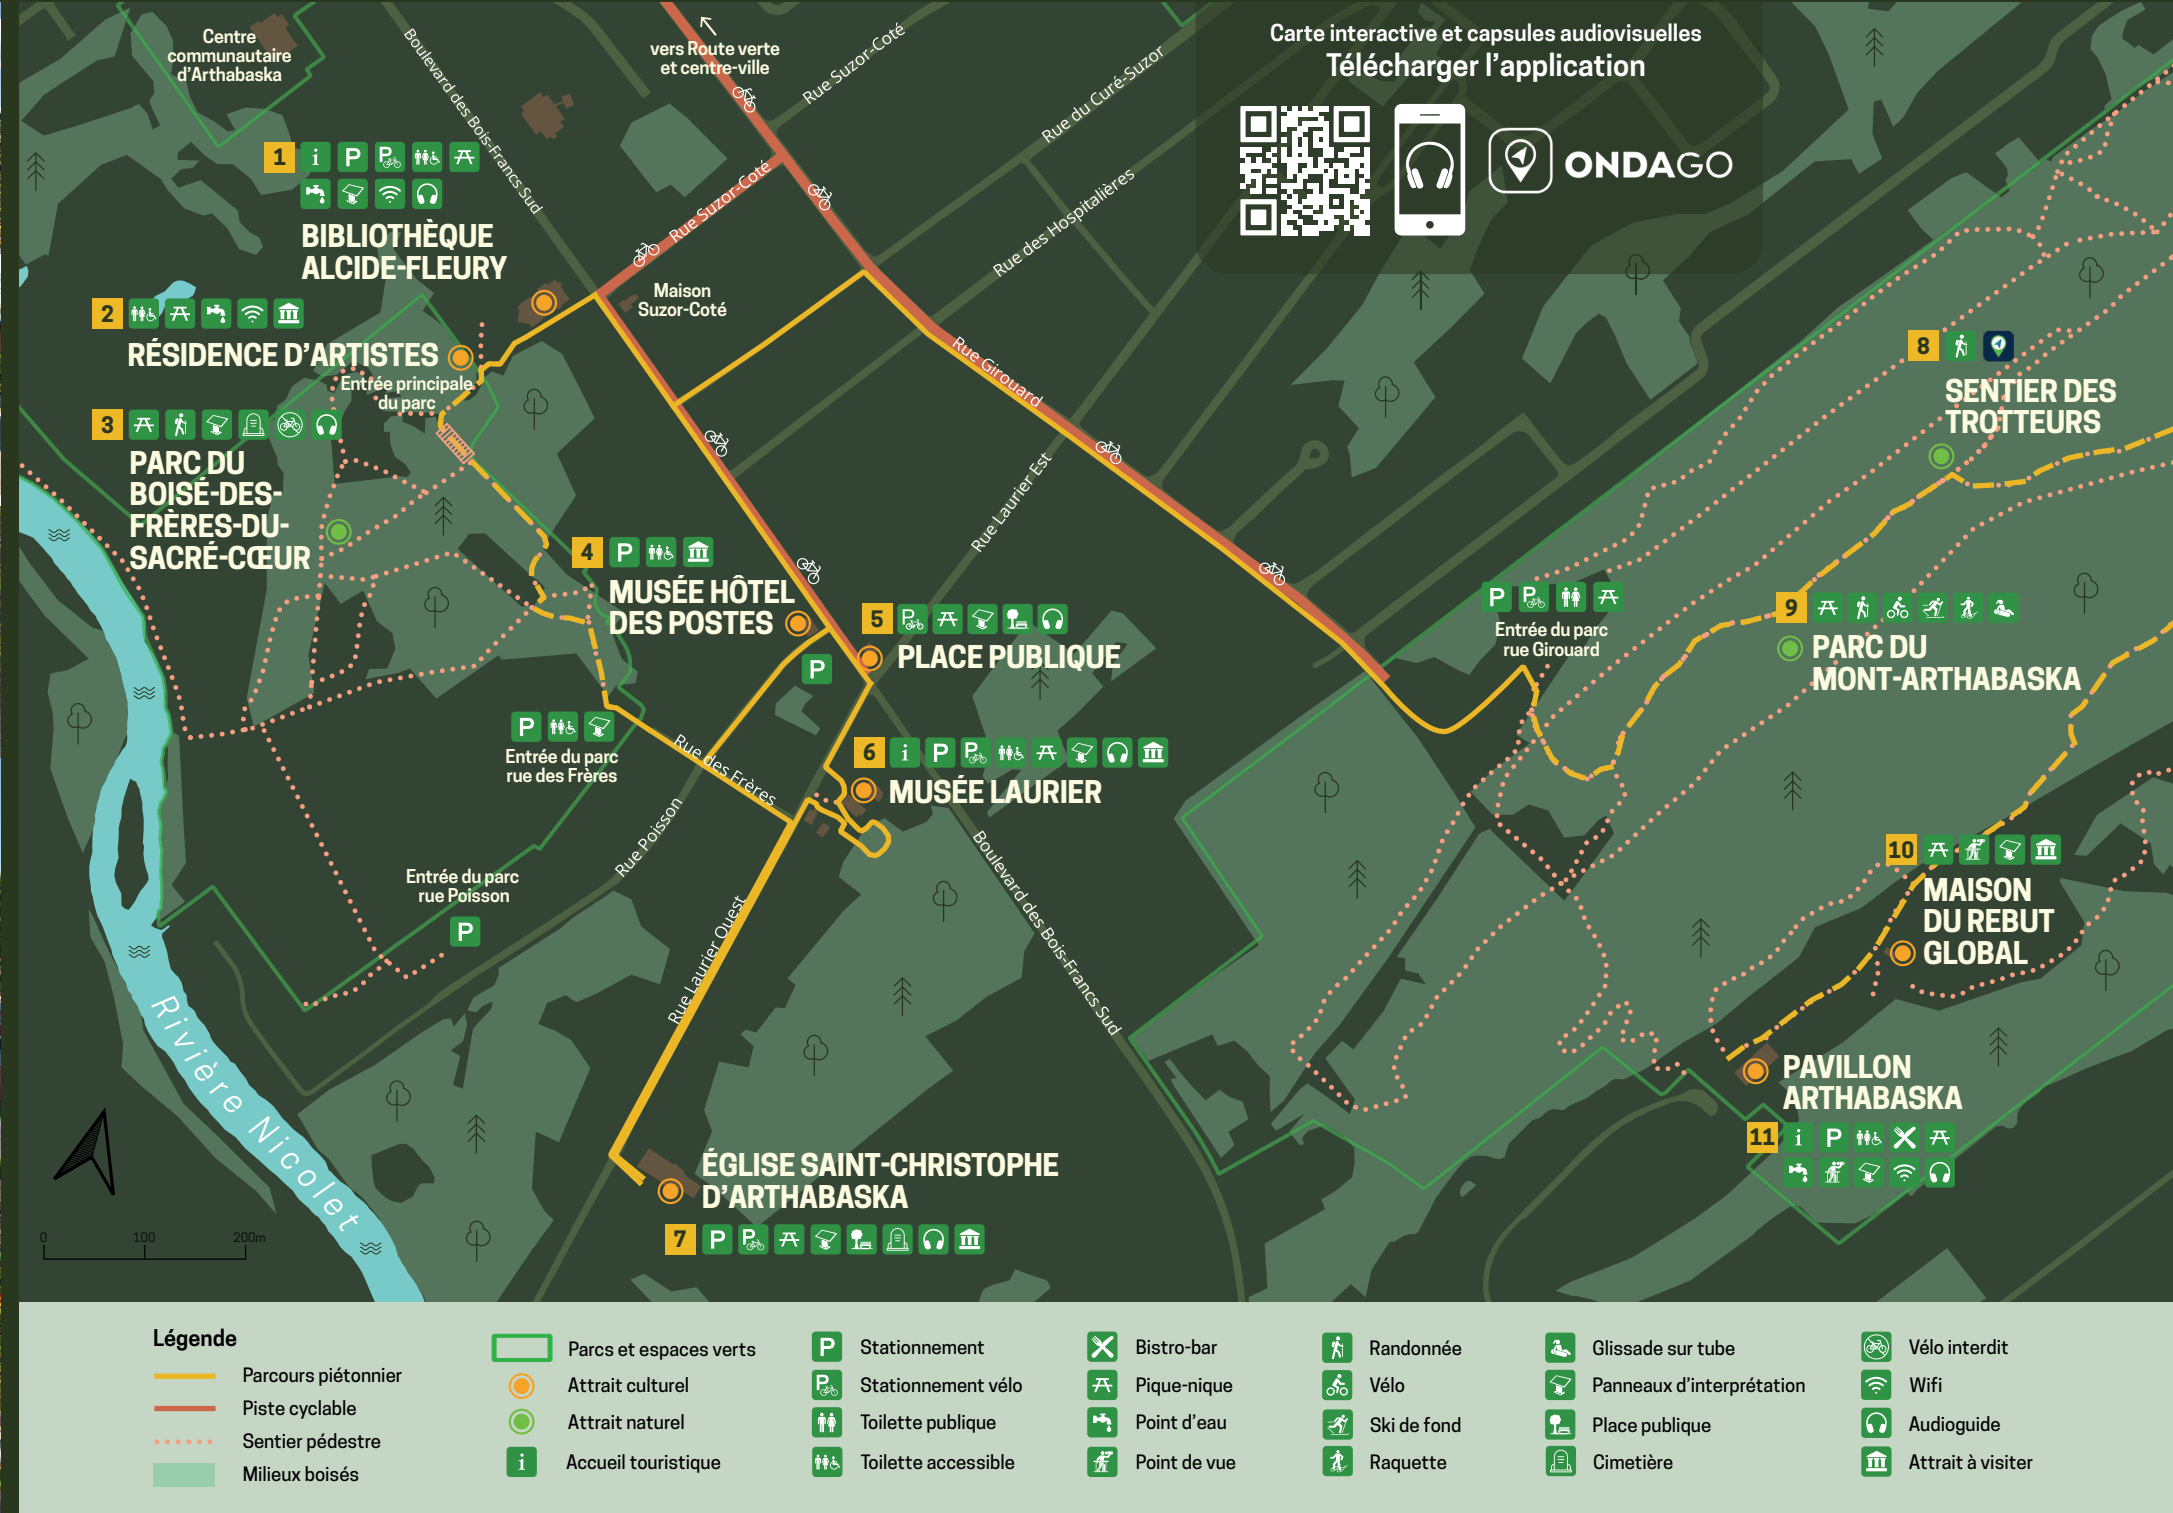 Centre
communautaire
d'Arthabaska
Boulevard des Bois-Francs Sud
vers Route verte
et centre-ville
Rue Suzor-Coté
Rue du Curé-Suzor
Carte interactive et capsules audiovisuelles
Télécharger l'application
ONDAGO
1
i P P
BIBLIOTHÈQUE
ALCIDE-FLEURY
Rue Suzor-Coté
Rue des Hospitalières
Maison
Suzor-Coté
2
RÉSIDENCE D'ARTISTES
Entrée principale
du parc
3
PARC DU
BOISÉ-DES-
FRÈRES-DU-
SACRÉ-CŒUR
Rue Girouard
Rue Laurier Est
8
SENTIER DES
TROTTEURS
4 P
MUSÉE HÔTEL
DES POSTES
5 P
PLACE PUBLIQUE
P
P P
Entrée du parc
rue Girouard
9
PARC DU
MONT-ARTHABASKA
P
Entrée du parc
rue des Frères
Rue des Frères
6 i P P
MUSÉE LAURIER
Rue Poisson
Boulevard des Bois-Francs Sud
Entrée du parc
rue Poisson
P
Rue Laurier Ouest
10
MAISON
DU REBUT
GLOBAL
Rivière Nicolet
PAVILLON
ARTHABASKA
11 i P
ÉGLISE SAINT-CHRISTOPHE
D'ARTHABASKA
7 P P
0 100 200m
Légende
Parcours piétonnier
Piste cyclable
Sentier pédestre
Milieux boisés
Parcs et espaces verts
Attrait culturel
Attrait naturel
i Accueil touristique
P Stationnement
P Stationnement vélo
Toilette publique
Toilette accessible
Bistro-bar
Pique-nique
Point d'eau
Point de vue
Randonnée
Vélo
Ski de fond
Raquette
Glissade sur tube
Panneaux d'interprétation
Place publique
Cimetière
Vélo interdit
Wifi
Audioguide
Attrait à visiter